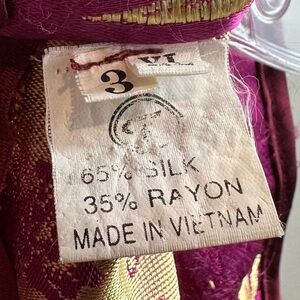 3 XL
65% SILK
35% RAYON
MADE IN VIETNAM